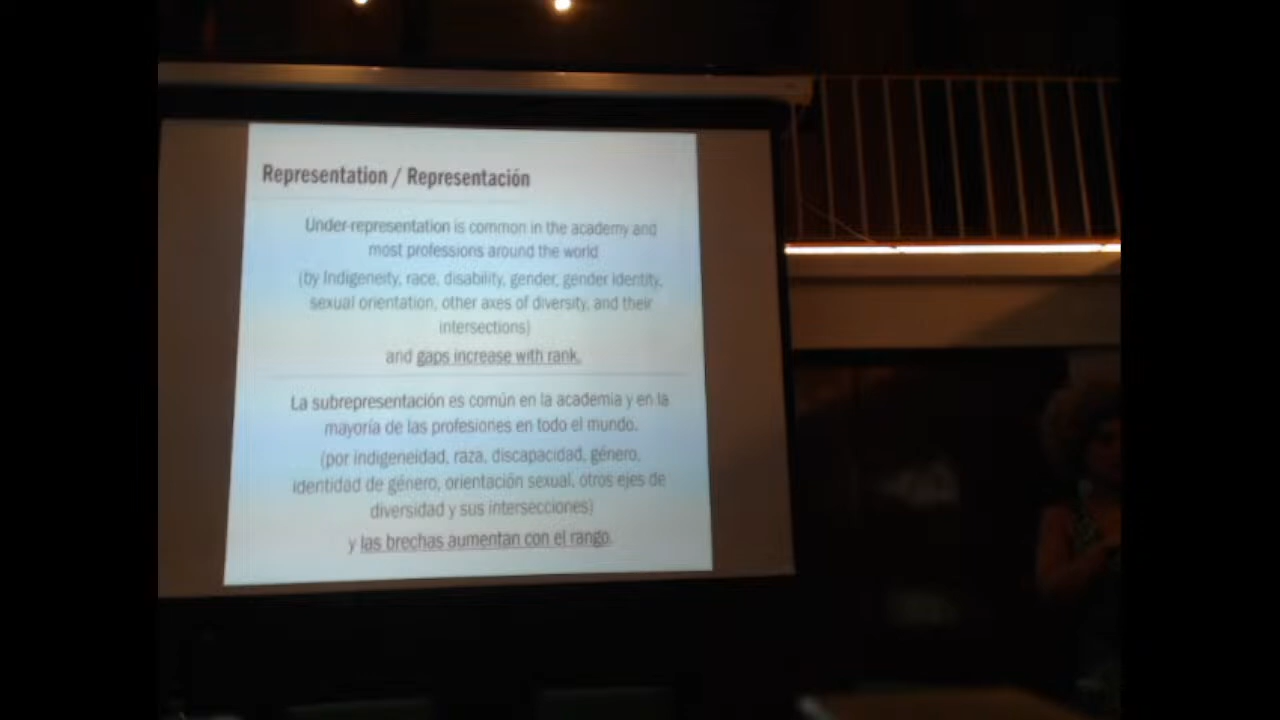 Representation / Representación
Under-representation is common in the academy and
most professions around the world
(by Indigeneity, race, disability, gender, gender identity,
sexual orientation, other axes of diversity, and their
intersections)
and gaps increase with rank.
La subrepresentación es común en la academia y en la
mayoría de las profesiones en todo el mundo.
(por indigeneidad, raza, discapacidad, género,
identidad de género, orientación sexual, otros ejes de
diversidad y sus intersecciones)
y las brechas aumentan con el rango.